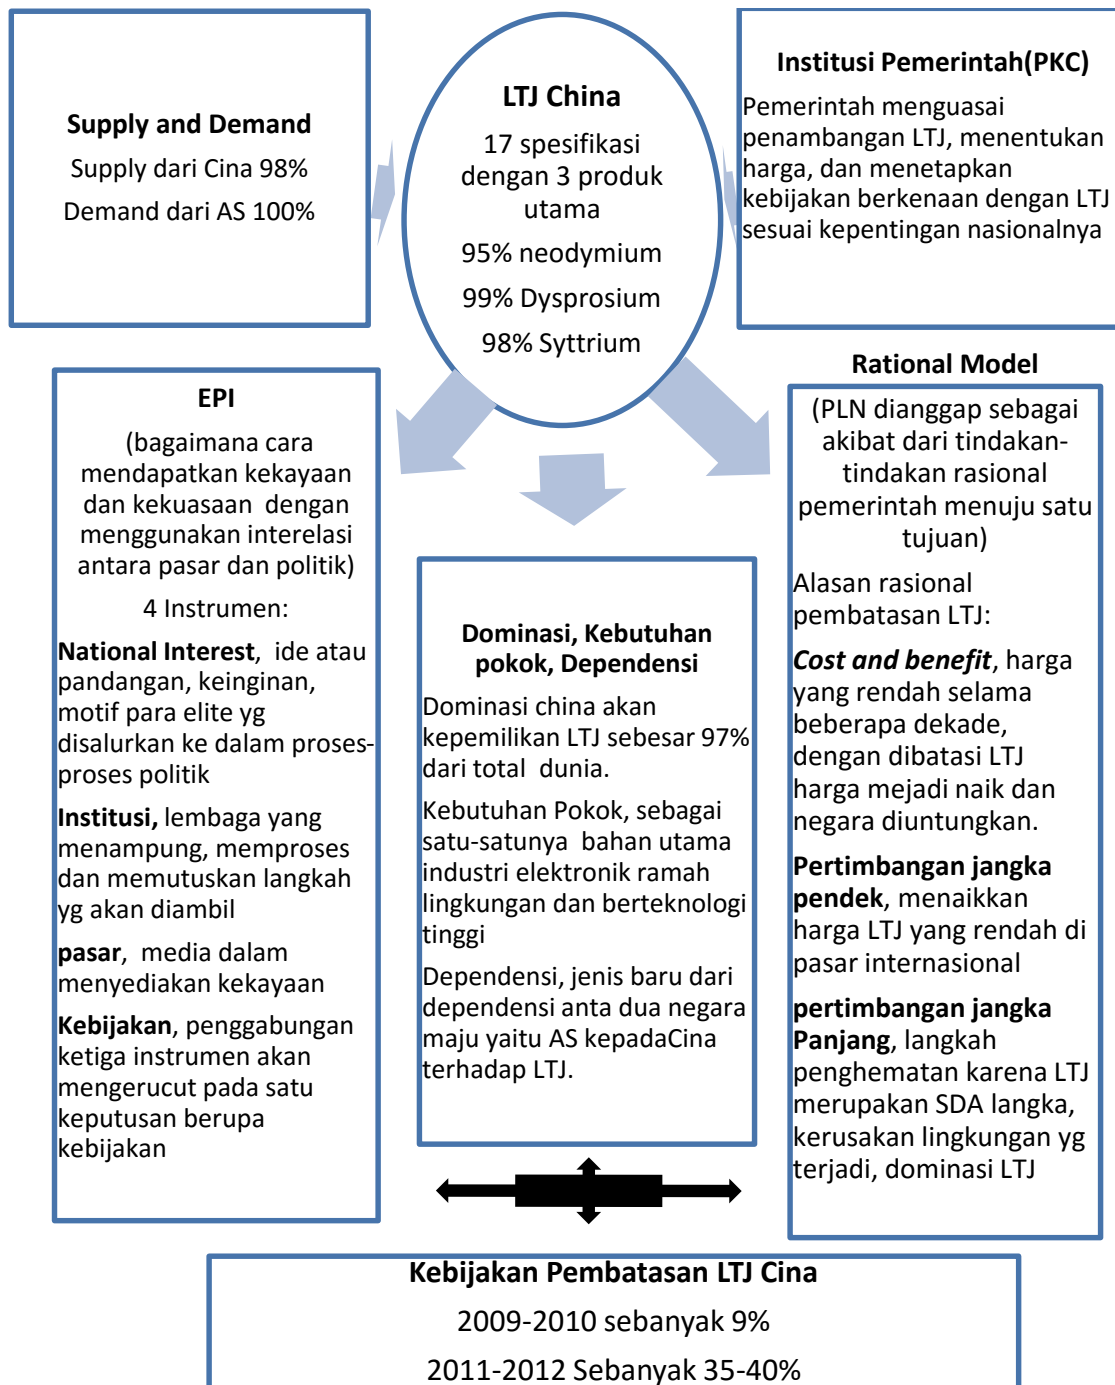 Supply and Demand
Supply dari Cina 98%
Demand dari AS 100%
LTJ China
17 spesifikasi
dengan 3 produk
utama
95% neodymium
99% Dysprosium
98% Syttrium
Institusi Pemerintah(PKC)
Pemerintah menguasai
penambangan LTJ, menentukan
harga, dan menetapkan
kebijakan berkenaan dengan LTJ
sesuai kepentingan nasionalnya
EPI
(bagaimana cara
mendapatkan kekayaan
dan kekuasaan dengan
menggunakan interelasi
antara pasar dan politik)
4 Instrumen:
National Interest, ide atau
pandangan, keinginan,
motif para elite yg
disalurkan ke dalam proses-
proses politik
Institusi, lembaga yang
menampung, memproses
dan memutuskan langkah
yg akan diambil
pasar, media dalam
menyediakan kekayaan
Kebijakan, penggabungan
ketiga instrumen akan
mengerucut pada satu
keputusan berupa
kebijakan
Dominasi, Kebutuhan
pokok, Dependensi
Dominasi china akan
kepemilikan LTJ sebesar 97%
dari total dunia.
Kebutuhan Pokok, sebagai
satu-satunya bahan utama
industri elektronik ramah
lingkungan dan berteknologi
tinggi
Dependensi, jenis baru dari
dependensi anta dua negara
maju yaitu AS kepadaCina
terhadap LTJ.
Rational Model
(PLN dianggap sebagai
akibat dari tindakan-
tindakan rasional
pemerintah menuju satu
tujuan)
Alasan rasional
pembatasan LTJ:
Cost and benefit, harga
yang rendah selama
beberapa dekade,
dengan dibatasi LTJ
harga mejadi naik dan
negara diuntungkan.
Pertimbangan jangka
pendek, menaikkan
harga LTJ yang rendah di
pasar internasional
pertimbangan jangka
Panjang, langkah
penghematan karena LTJ
merupakan SDA langka,
kerusakan lingkungan yg
terjadi, dominasi LTJ
Kebijakan Pembatasan LTJ Cina
2009-2010 sebanyak 9%
2011-2012 Sebanyak 35-40%